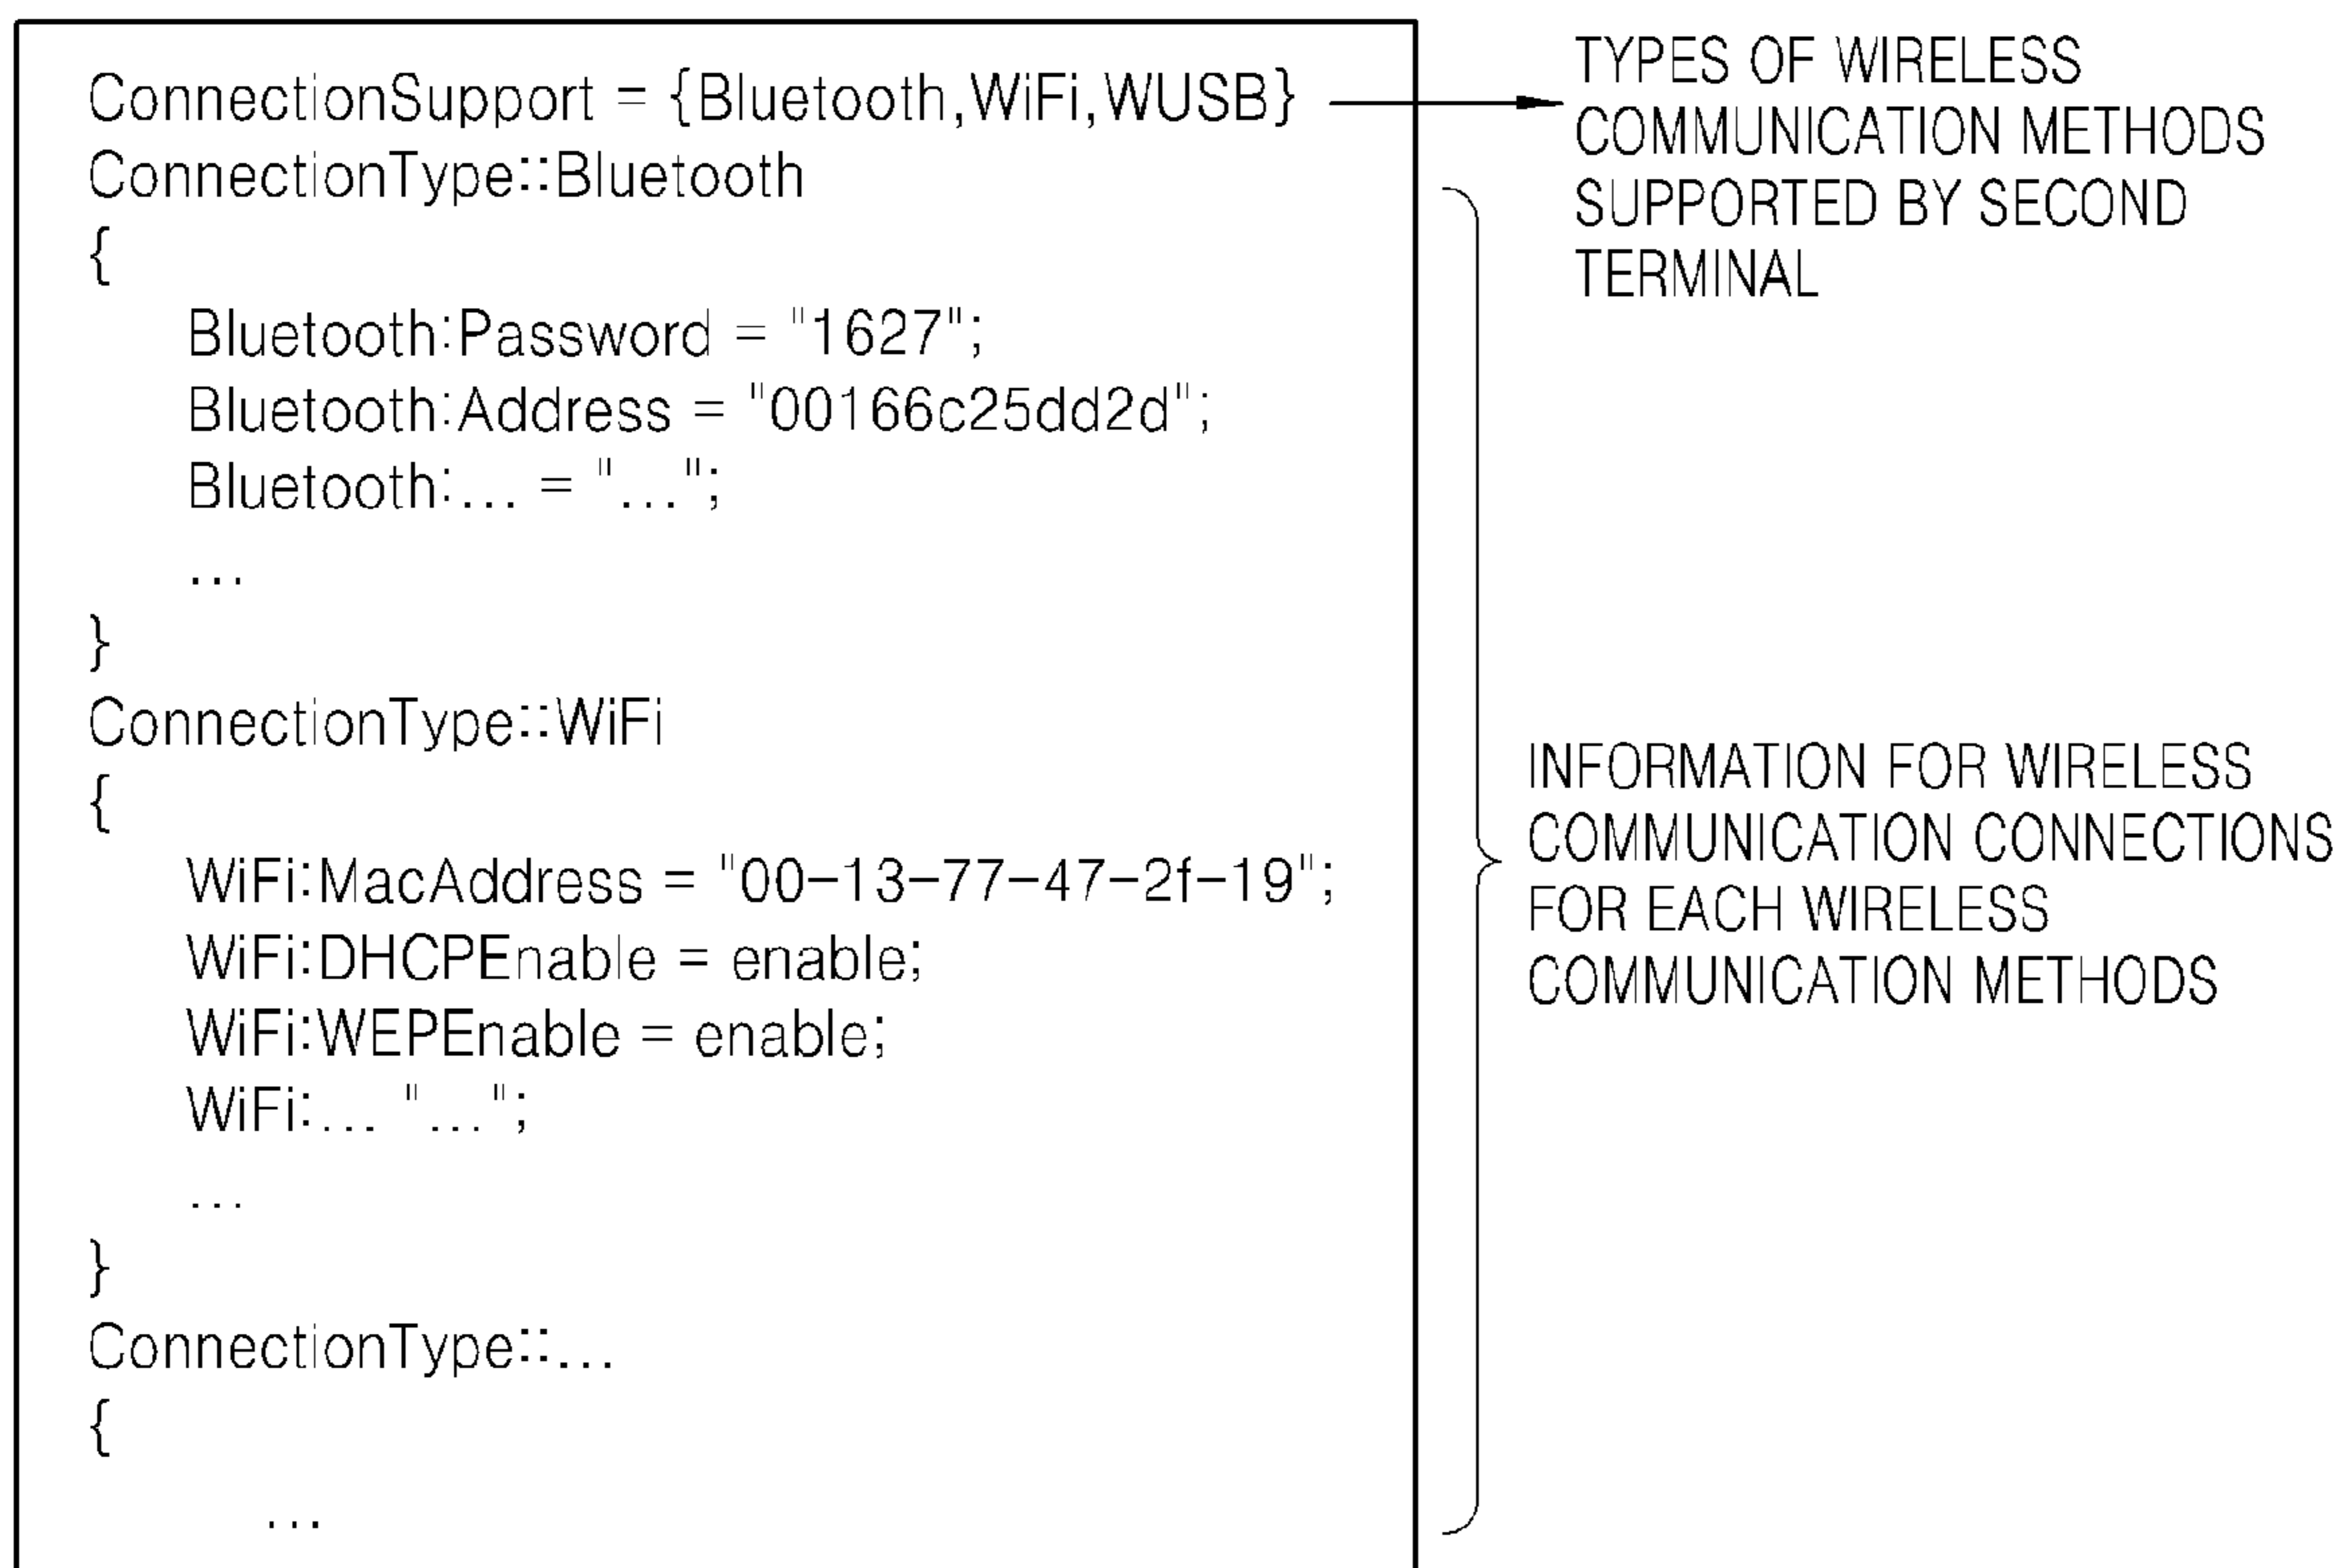 ConnectionSupport = {Bluetooth,WiFi,WUSB}
ConnectionType::Bluetooth
{
Bluetooth:Password = "1627";
Bluetooth:Address = "00166c25dd2d";
Bluetooth:... = "...";
...
}
ConnectionType::WiFi
{
WiFi:MacAddress = "00-13-77-47-2f-19";
WiFi:DHCPEnable = enable;
WiFi:WEPEnable = enable;
WiFi:... "...";
...
}
ConnectionType::...
{
...
TYPES OF WIRELESS
COMMUNICATION METHODS
SUPPORTED BY SECOND
TERMINAL
INFORMATION FOR WIRELESS
COMMUNICATION CONNECTIONS
FOR EACH WIRELESS
COMMUNICATION METHODS